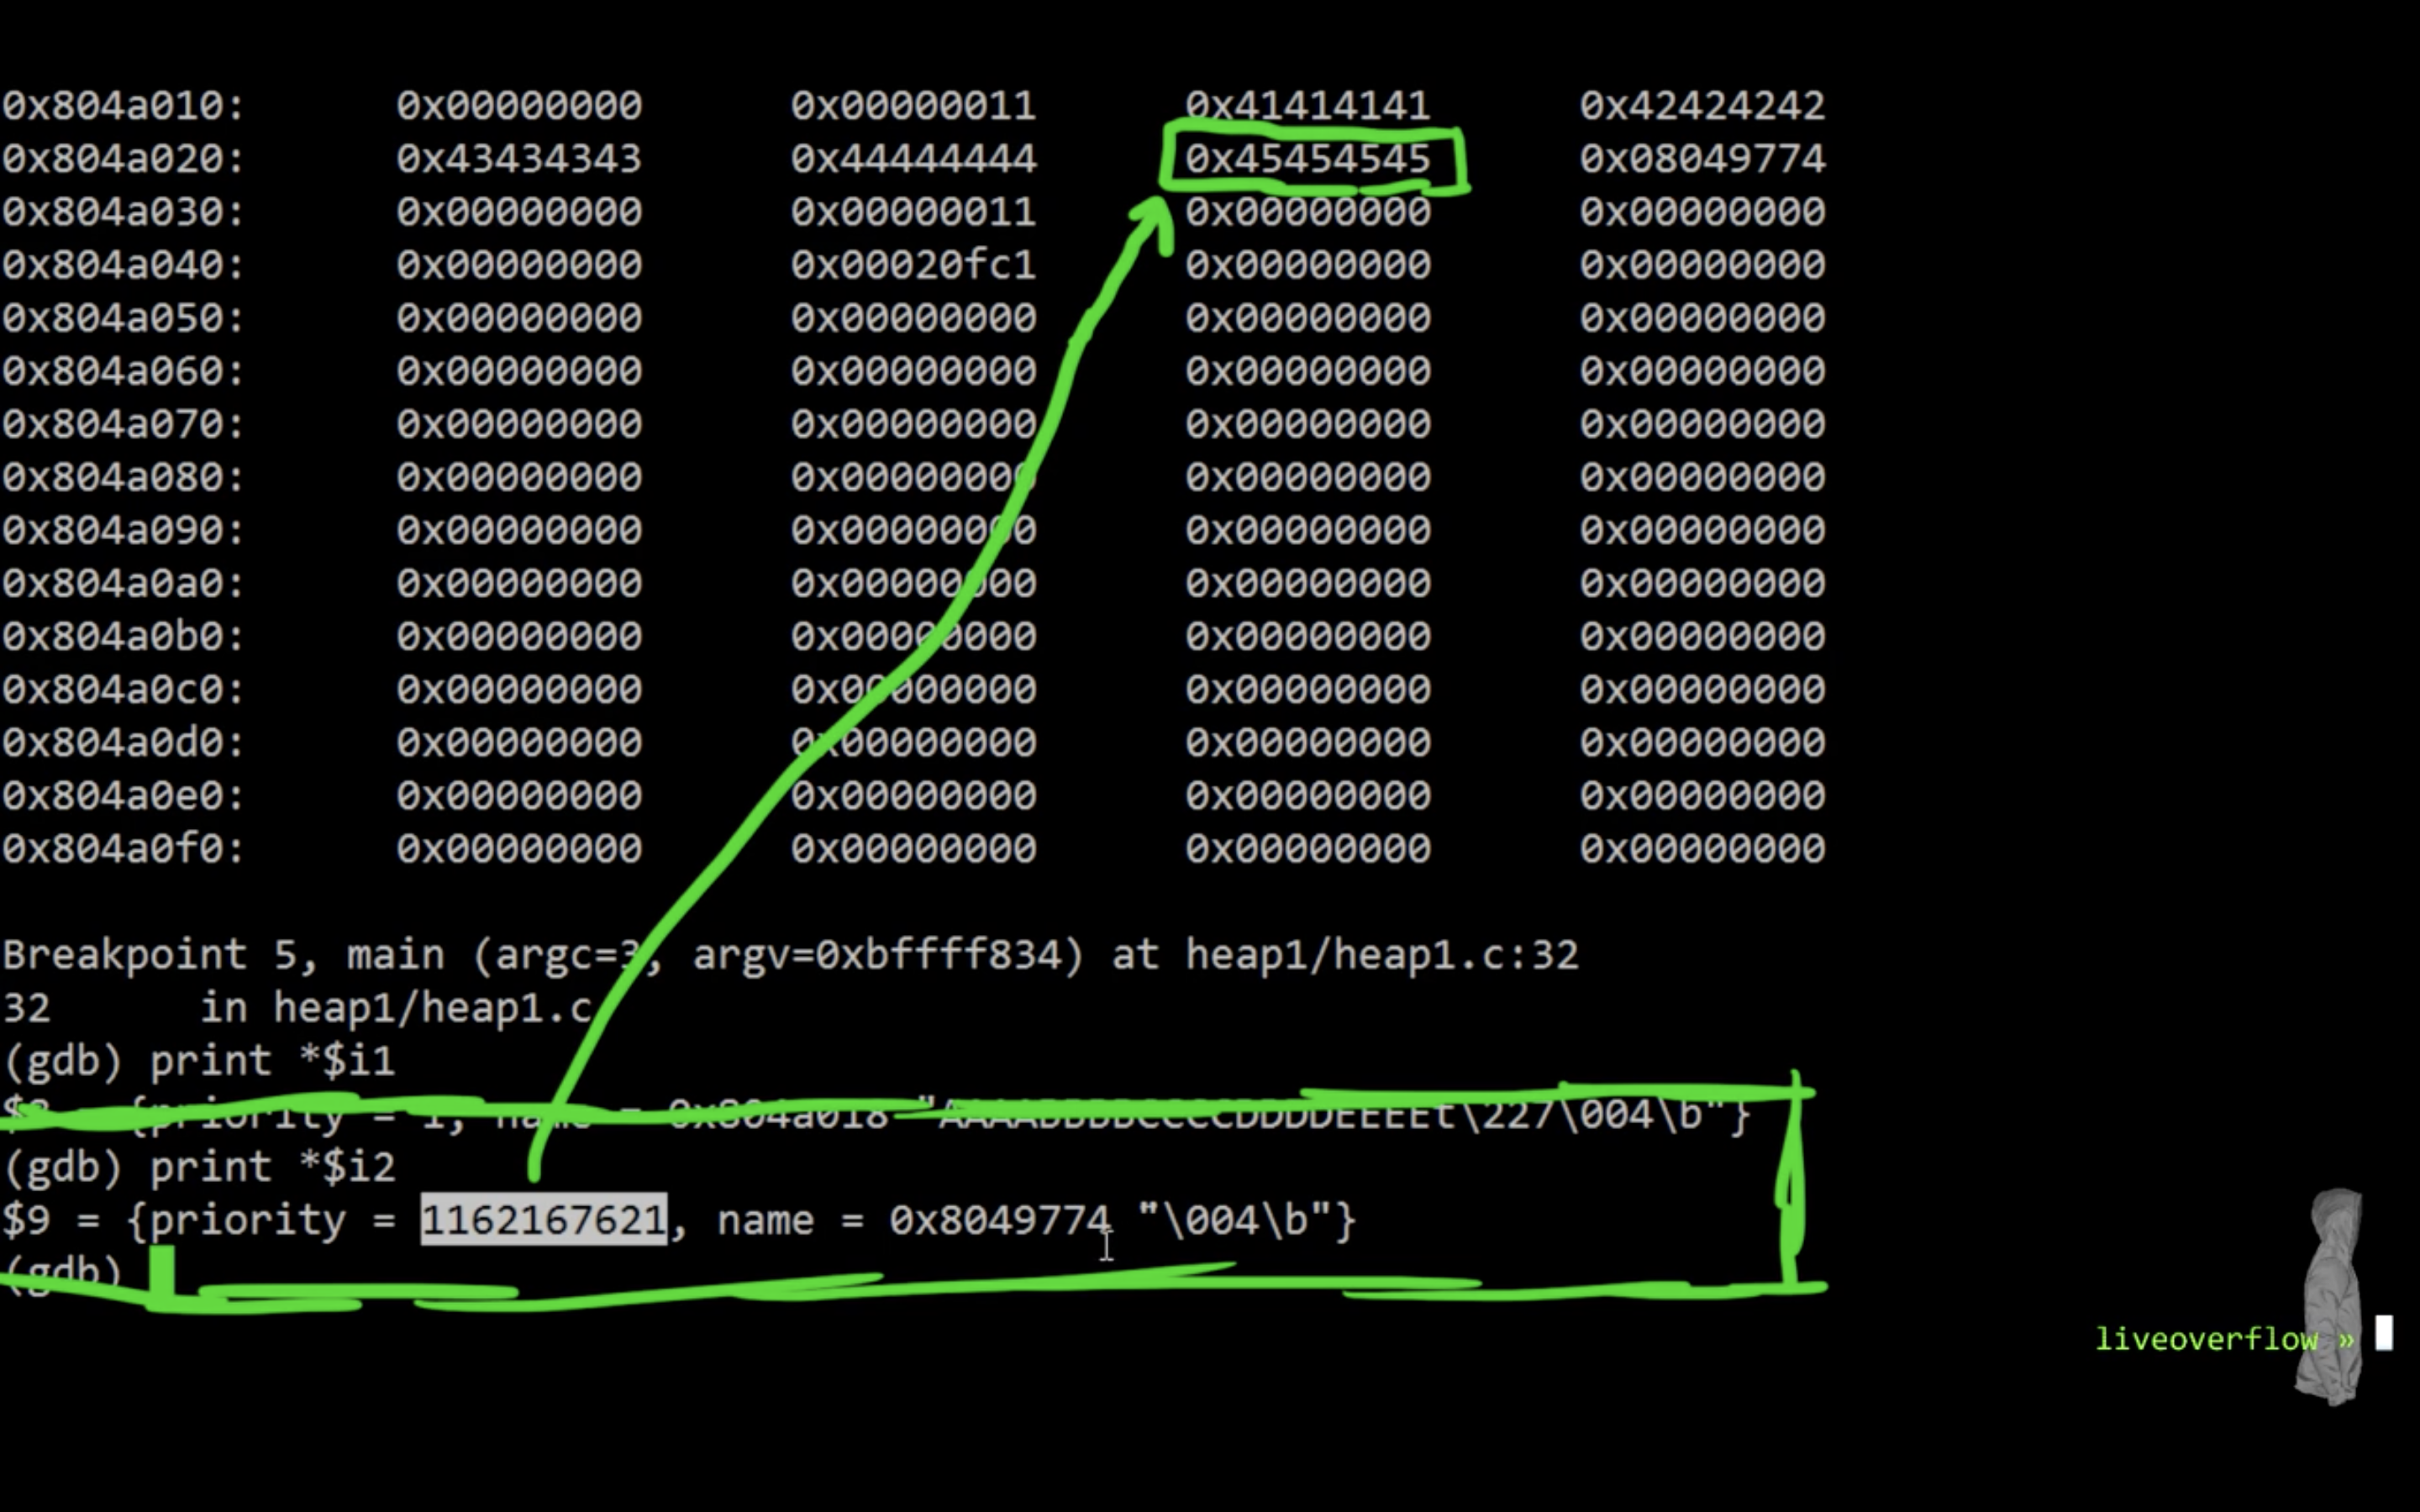 0x804a010: 0x00000000 0x00000011 0x41414141 0x42424242
0x804a020: 0x43434343 0x44444444 0x45454545 0x08049774
0x804a030: 0x00000000 0x00000011 0x00000000 0x00000000
0x804a040: 0x00000000 0x00020fc1 0x00000000 0x00000000
0x804a050: 0x00000000 0x00000000 0x00000000 0x00000000
0x804a060: 0x00000000 0x00000000 0x00000000 0x00000000
0x804a070: 0x00000000 0x00000000 0x00000000 0x00000000
0x804a080: 0x00000000 0x00000000 0x00000000 0x00000000
0x804a090: 0x00000000 0x00000000 0x00000000 0x00000000
0x804a0a0: 0x00000000 0x00000000 0x00000000 0x00000000
0x804a0b0: 0x00000000 0x00000000 0x00000000 0x00000000
0x804a0c0: 0x00000000 0x00000000 0x00000000 0x00000000
0x804a0d0: 0x00000000 0x00000000 0x00000000 0x00000000
0x804a0e0: 0x00000000 0x00000000 0x00000000 0x00000000
0x804a0f0: 0x00000000 0x00000000 0x00000000 0x00000000
Breakpoint 5, main (argc=3, argv=0xbffff834) at heap1/heap1.c:32
32 in heap1/heap1.c
(gdb) print *$i1
$8 = {priority = 1, name = 0x804a018 "AAAABBBBCCCCDDDDEEEEt\227\004\b"}
(gdb) print *$i2
$9 = {priority = 1162167621, name = 0x8049774 "\004\b"}
(gdb)
liveoverflow »